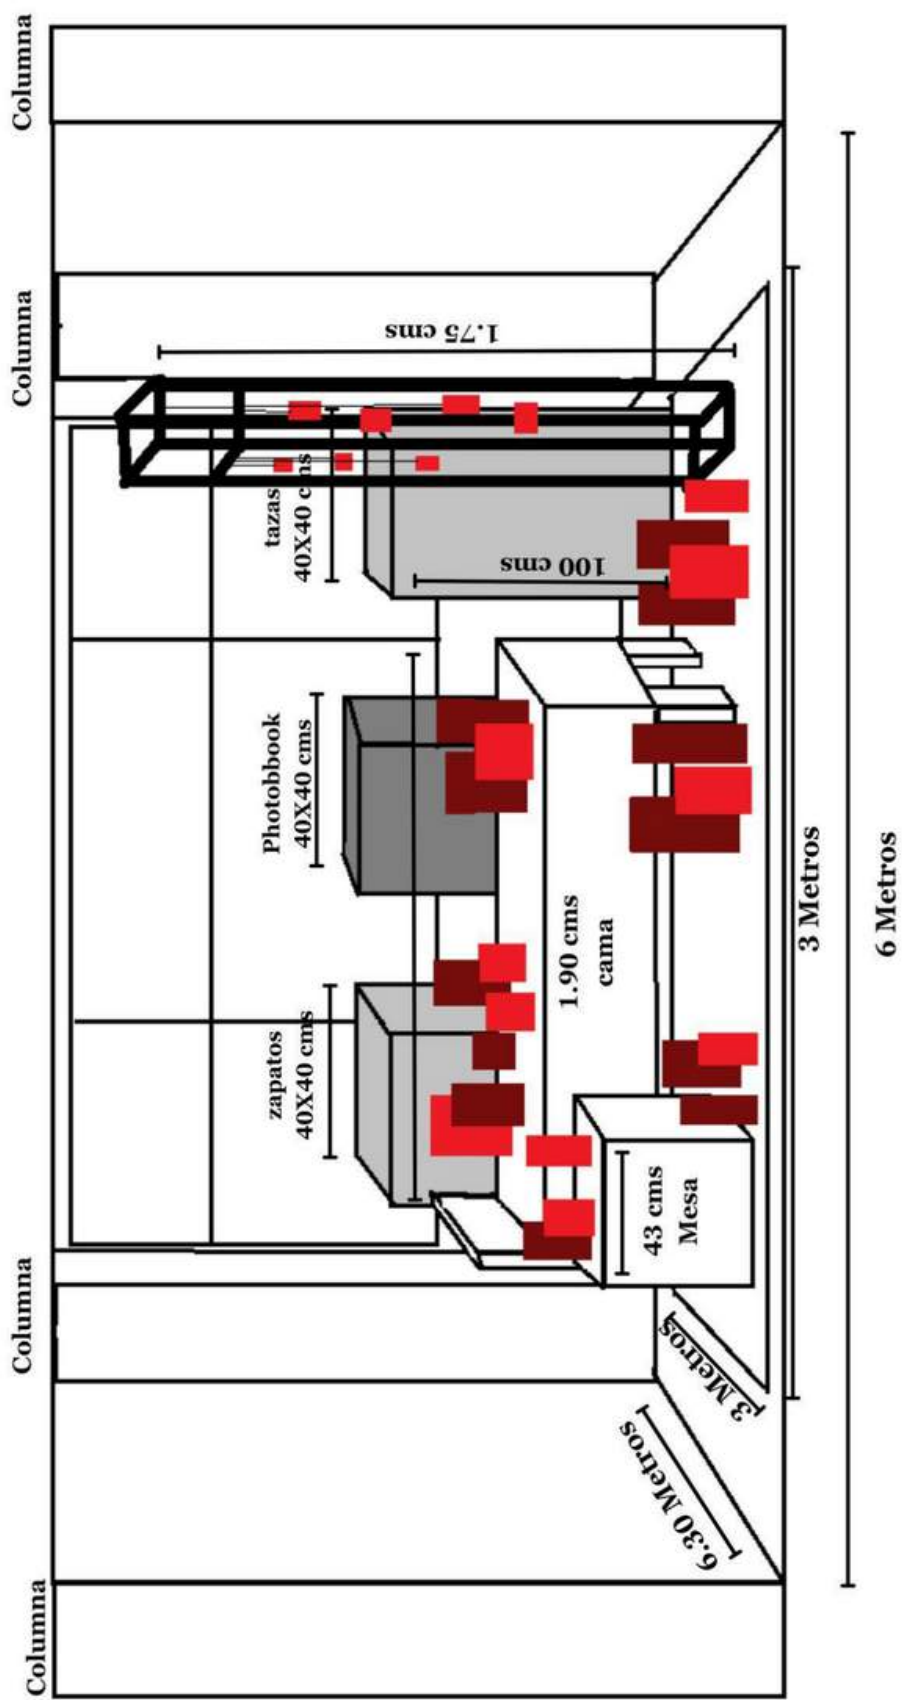 Columna
Columna
Columna
Columna
zapatos
40X40 cms
Photobbook
40X40 cms
tazas
40X40 cms
1.75 cms
100 cms
1.90 cms
cama
43 cms
Mesa
6.30 Metros
3 Metros
3 Metros
6 Metros